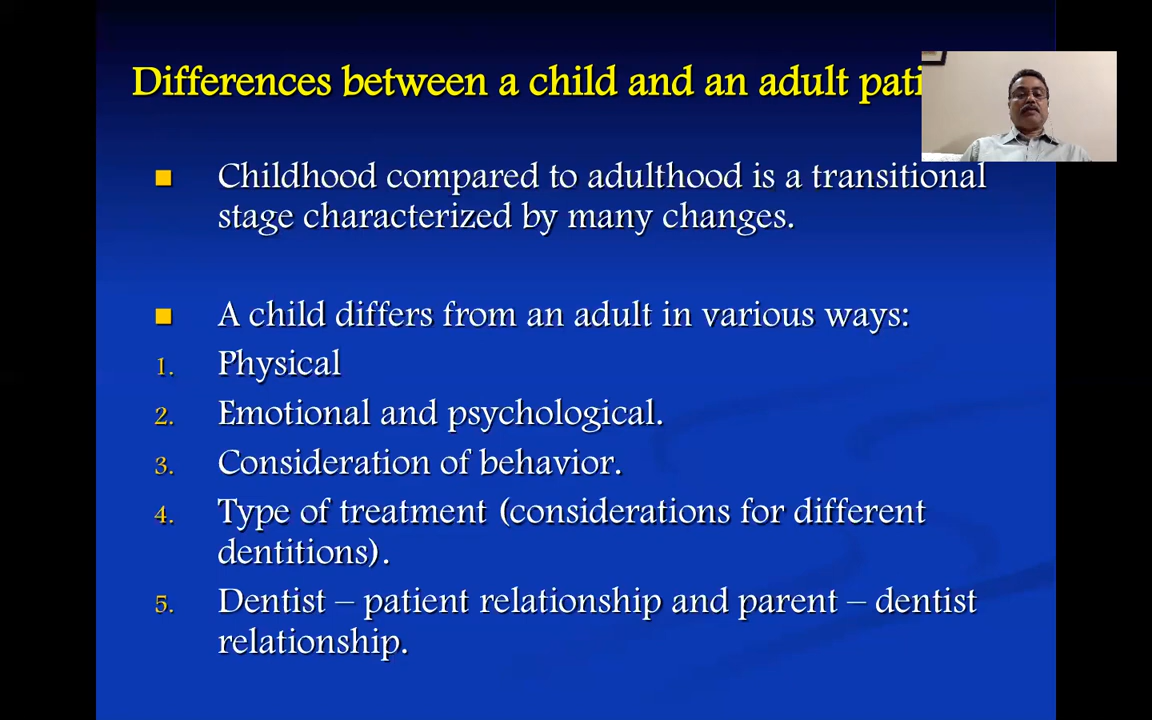 Differences between a child and an adult pati
■ Childhood compared to adulthood is a transitional
stage characterized by many changes.
■ A child differs from an adult in various ways:
1. Physical
2. Emotional and psychological.
3. Consideration of behavior.
4. Type of treatment (considerations for different
dentitions).
5. Dentist – patient relationship and parent – dentist
relationship.